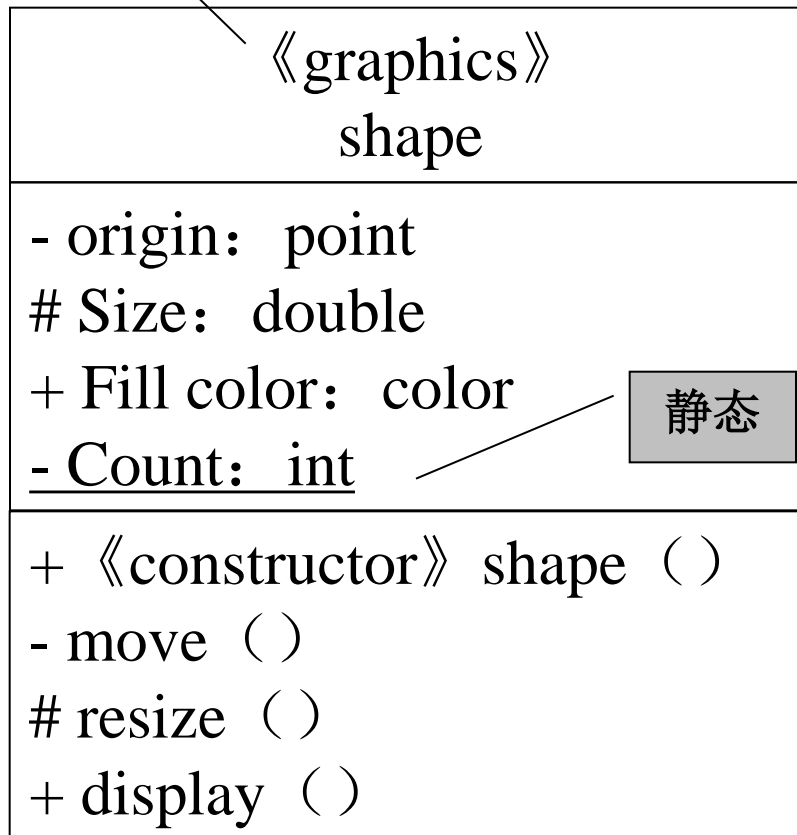 《graphics》
shape
- origin： point
# Size： double
+ Fill color： color
静态
- Count： int
+ 《constructor》 shape （）
- move （）
# resize （）
+ display （）